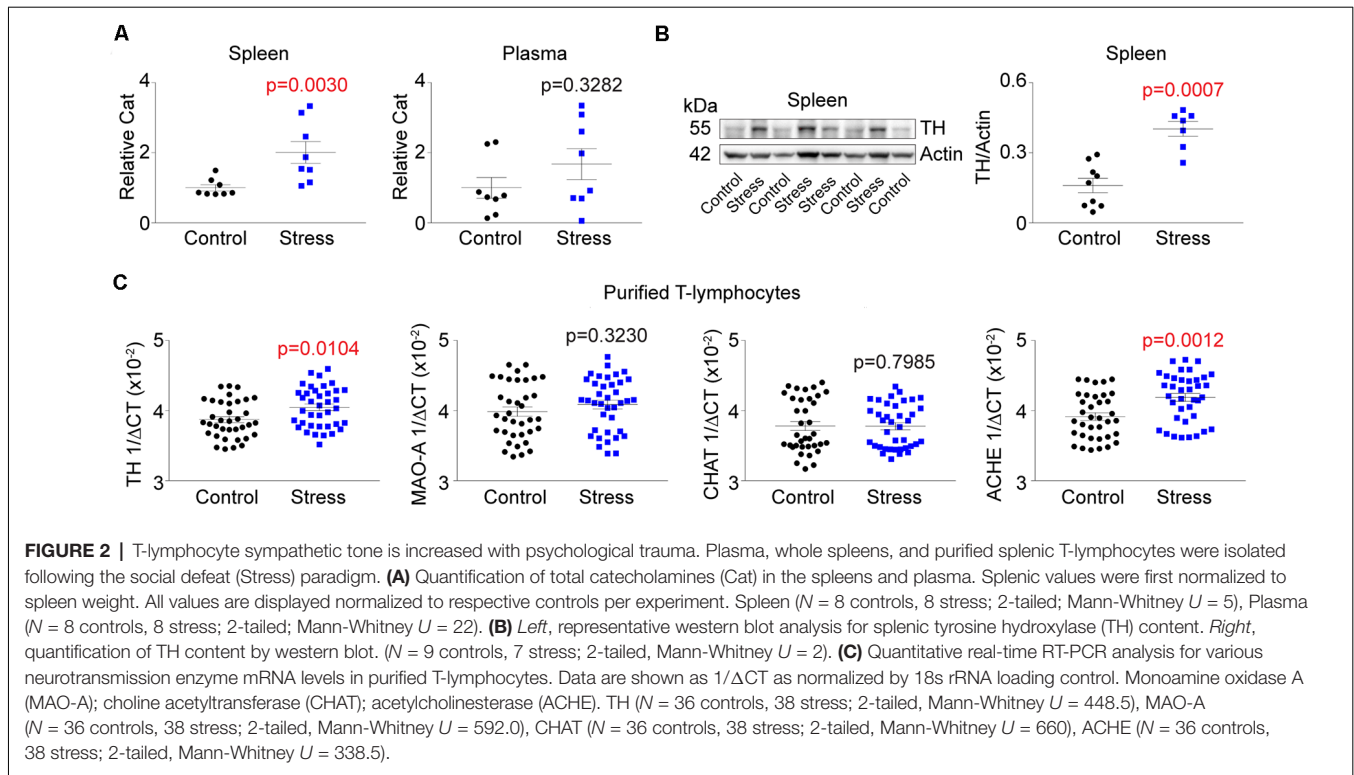 A
Spleen
Relative Cat
4
2
0
p=0.0030
Control
Stress
Plasma
Relative Cat
4
2
0
p=0.3282
Control
Stress
B
kDa
Spleen
55
TH
42
Actin
Control
Stress
Control
Stress
Stress
Control
Stress
Control
Spleen
TH/Actin
0.6
0.3
0
p=0.0007
Control
Stress
C
Purified T-lymphocytes
TH 1/ΔCT (x10-2)
5
4
3
p=0.0104
Control
Stress
MAO-A 1/ΔCT (x10-2)
5
4
3
p=0.3230
Control
Stress
CHAT 1/ΔCT (x10-2)
5
4
3
p=0.7985
Control
Stress
ACHE 1/ΔCT (x10-2)
5
4
3
p=0.0012
Control
Stress
FIGURE 2 | T-lymphocyte sympathetic tone is increased with psychological trauma. Plasma, whole spleens, and purified splenic T-lymphocytes were isolated
following the social defeat (Stress) paradigm. (A) Quantification of total catecholamines (Cat) in the spleens and plasma. Splenic values were first normalized to
spleen weight. All values are displayed normalized to respective controls per experiment. Spleen (N = 8 controls, 8 stress; 2-tailed; Mann-Whitney U = 5), Plasma
(N = 8 controls, 8 stress; 2-tailed; Mann-Whitney U = 22). (B) Left, representative western blot analysis for splenic tyrosine hydroxylase (TH) content. Right,
quantification of TH content by western blot. (N = 9 controls, 7 stress; 2-tailed, Mann-Whitney U = 2). (C) Quantitative real-time RT-PCR analysis for various
neurotransmission enzyme mRNA levels in purified T-lymphocytes. Data are shown as 1/ΔCT as normalized by 18s rRNA loading control. Monoamine oxidase A
(MAO-A); choline acetyltransferase (CHAT); acetylcholinesterase (ACHE). TH (N = 36 controls, 38 stress; 2-tailed, Mann-Whitney U = 448.5), MAO-A
(N = 36 controls, 38 stress; 2-tailed, Mann-Whitney U = 592.0), CHAT (N = 36 controls, 38 stress; 2-tailed, Mann-Whitney U = 660), ACHE (N = 36 controls,
38 stress; 2-tailed, Mann-Whitney U = 338.5).